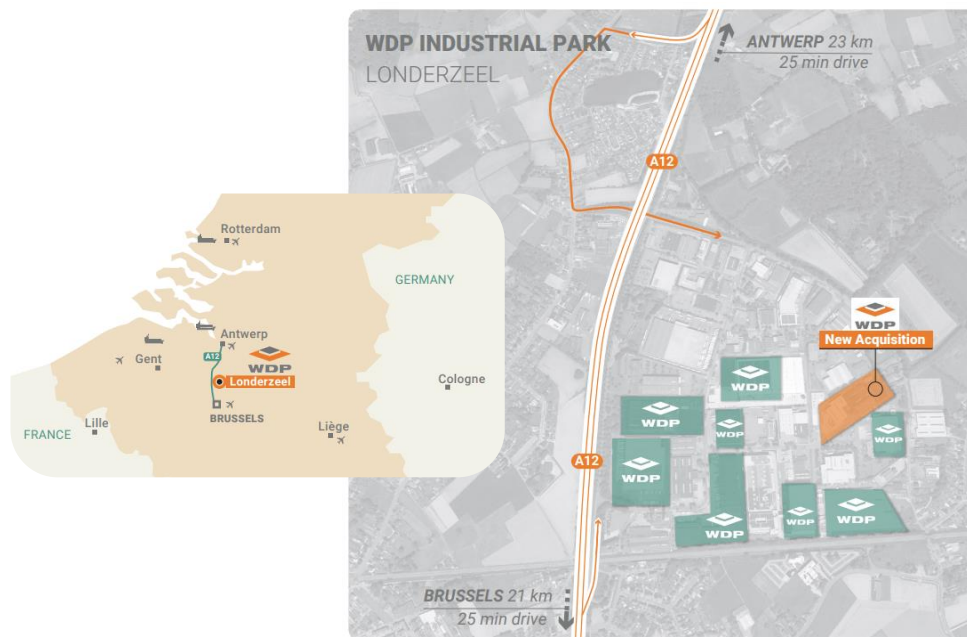 WDP INDUSTRIAL PARK
LONDERZEEL
ANTWERP 23 km
25 min drive
A12
Rotterdam
GERMANY
Antwerp
A12
Gent
WDP
Londerzeel
BRUSSELS
Cologne
Lille
FRANCE
Liège
WDP
New Acquisition
WDP
WDP
WDP
WDP
A12
WDP
WDP
WDP
WDP
BRUSSELS 21 km
25 min drive